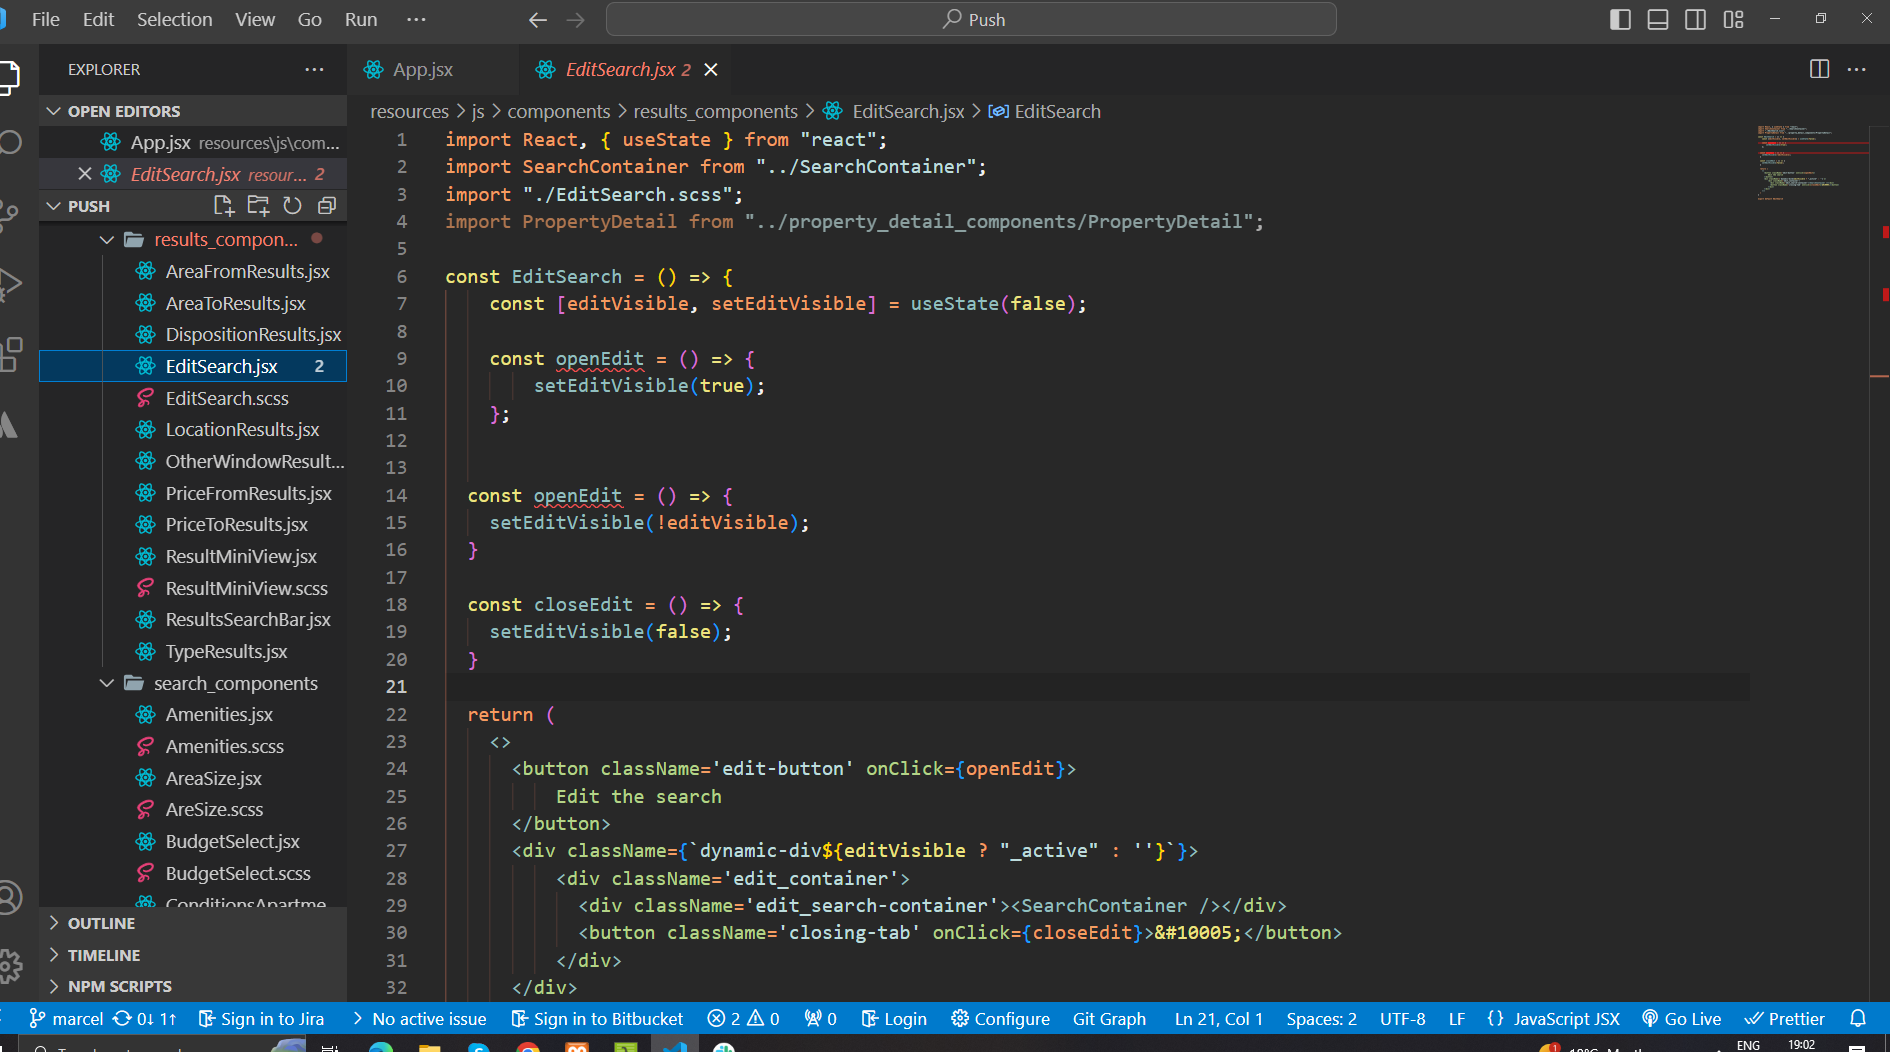 File Edit Selection View Go Run ···
Push
EXPLORER ···
App.jsx
EditSearch.jsx 2
OPEN EDITORS
App.jsx resources\js\com...
EditSearch.jsx resour... 2
PUSH
results_compon...
AreaFromResults.jsx
AreaToResults.jsx
DispositionResults.jsx
EditSearch.jsx 2
EditSearch.scss
LocationResults.jsx
OtherWindowResult...
PriceFromResults.jsx
PriceToResults.jsx
ResultMiniView.jsx
ResultMiniView.scss
ResultsSearchBar.jsx
TypeResults.jsx
search_components
Amenities.jsx
Amenities.scss
AreaSize.jsx
AreSize.scss
BudgetSelect.jsx
BudgetSelect.scss
ConditionsApartme
OUTLINE
TIMELINE
NPM SCRIPTS
resources > js > components > results_components > EditSearch.jsx > EditSearch
1 import React, { useState } from "react";
2 import SearchContainer from "../SearchContainer";
3 import "./EditSearch.scss";
4 import PropertyDetail from "../property_detail_components/PropertyDetail";
5
6 const EditSearch = () => {
7 const [editVisible, setEditVisible] = useState(false);
8
9 const openEdit = () => {
10 setEditVisible(true);
11 };
12
13
14 const openEdit = () => {
15 setEditVisible(!editVisible);
16 }
17
18 const closeEdit = () => {
19 setEditVisible(false);
20 }
21
22 return (
23 <>
24 <button className='edit-button' onClick={openEdit}>
25 Edit the search
26 </button>
27 <div className={`dynamic-div${editVisible ? "_active" : ''}`}>
28 <div className='edit_container'>
29 <div className='edit_search-container'><SearchContainer /></div>
30 <button className='closing-tab' onClick={closeEdit}>&#10005;</button>
31 </div>
32 </div>
marcel 0↓ 1↑ Sign in to Jira > No active issue Sign in to Bitbucket 2 0 0 Login Configure Git Graph Ln 21, Col 1 Spaces: 2 UTF-8 LF {} JavaScript JSX Go Live Prettier
ENG 19:02